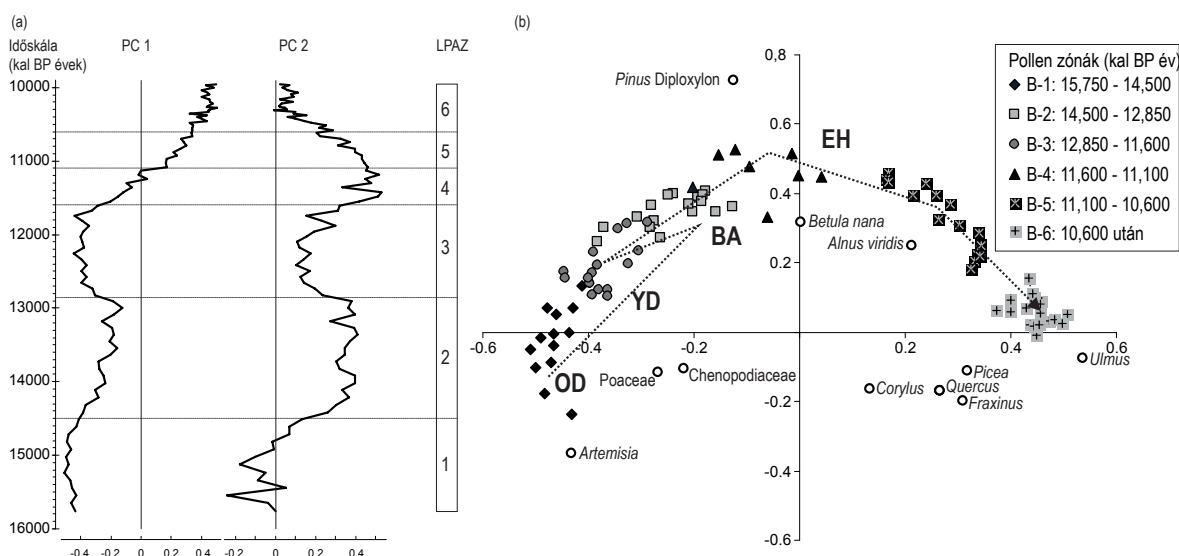 (a)
Időskála
(kal BP évek)
PC 1
PC 2
LPAZ
10000
11000
12000
13000
14000
15000
16000
6
5
4
3
2
1
-0.4 -0.2 0 0.2 0.4
-0.2 0 0.2 0.4
(b)
0.8
0.6
0.4
0.2
-0.2
-0.4
-0.6
-0.6 -0.4 -0.2 0.2 0.4 0.6
Pinus Diploxylon
EH
BA
YD
OD
Betula nana
Alnus viridis
Poaceae
Chenopodiaceae
Artemisia
Corylus
Picea
Quercus
Fraxinus
Ulmus
Pollen zónák (kal BP év)
B-1: 15,750 - 14,500
B-2: 14,500 - 12,850
B-3: 12,850 - 11,600
B-4: 11,600 - 11,100
B-5: 11,100 - 10,600
B-6: 10,600 után